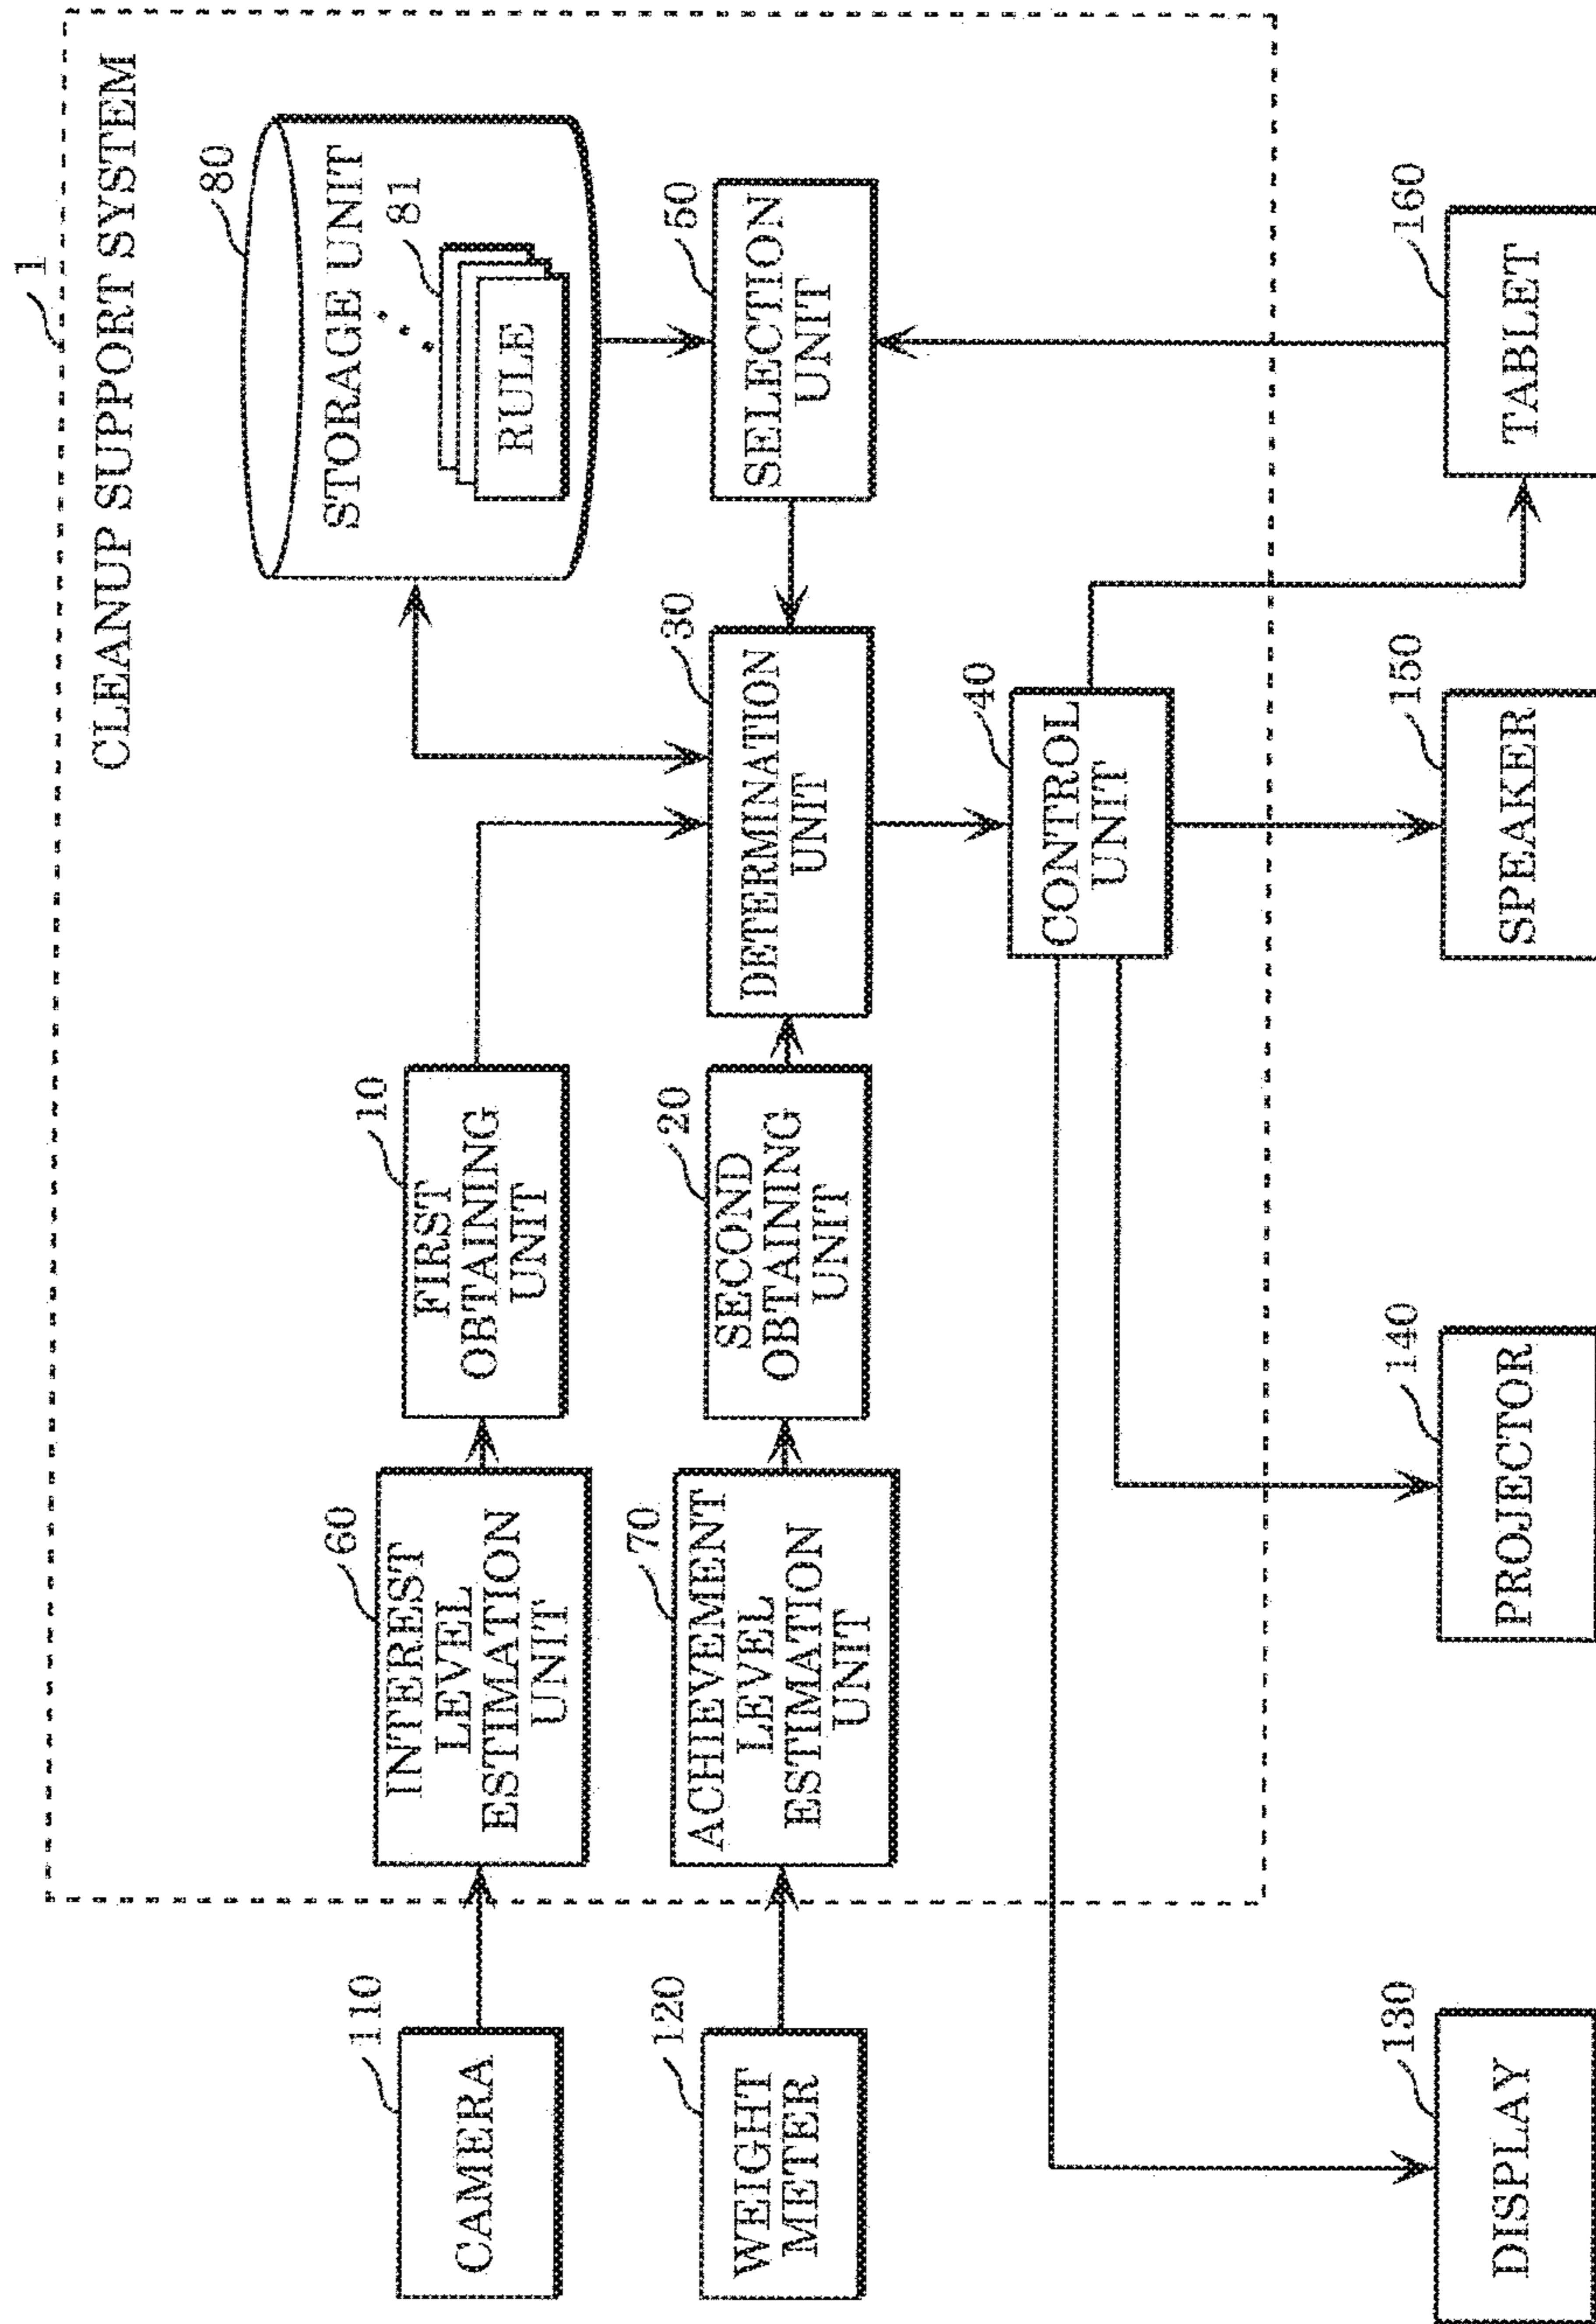 1
CLEANUP SUPPORT SYSTEM
80
STORAGE UNIT
81
RULE
110
CAMERA
60
INTEREST
LEVEL
ESTIMATION
UNIT
10
FIRST
OBTAINING
UNIT
120
WEIGHT
METER
70
ACHIEVEMENT
LEVEL
ESTIMATION
UNIT
20
SECOND
OBTAINING
UNIT
30
DETERMINATION
UNIT
50
SELECTION
UNIT
40
CONTROL
UNIT
130
DISPLAY
140
PROJECTOR
150
SPEAKER
160
TABLET